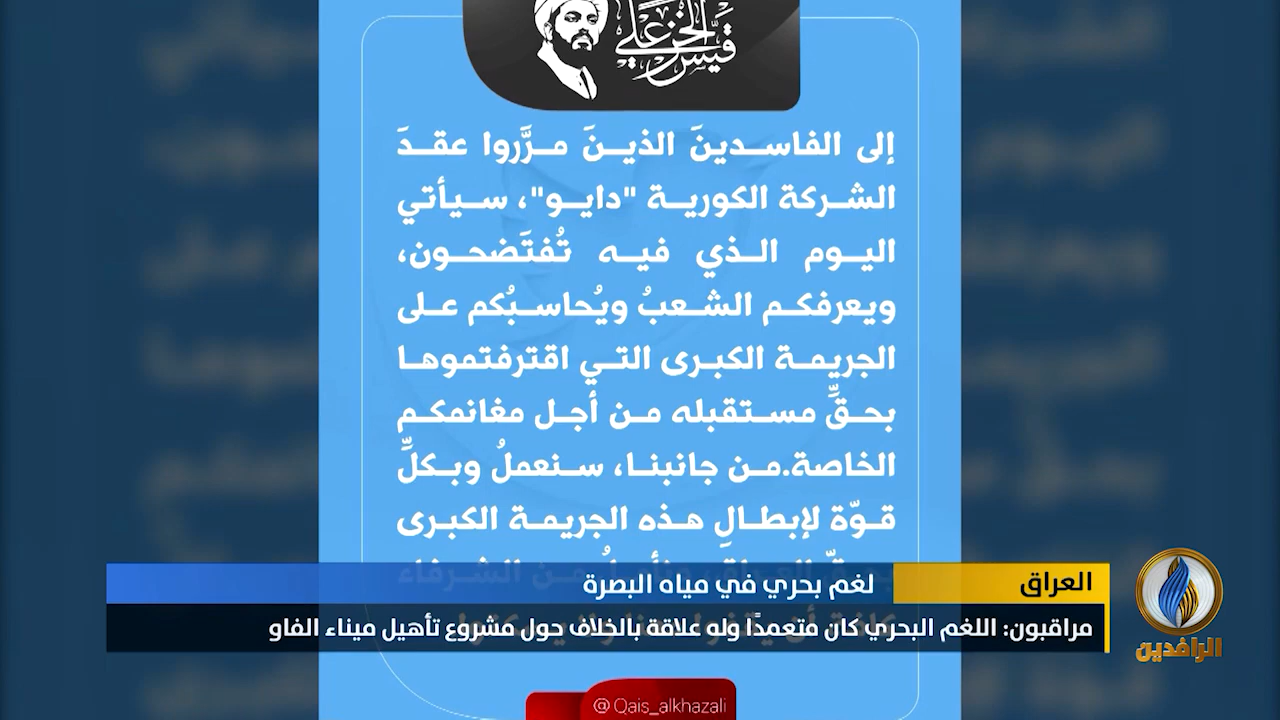 قيس الخزعلي
إلى الفاسدينَ الذينَ مرَّروا عقدَ
الشركة الكورية "دايو"، سيأتي
اليوم الذي فيه تُفتَضحون،
ويعرفكم الشعبُ ويُحاسبُكم على
الجريمة الكبرى التي اقترفتموها
بحقِّ مستقبله من أجل مغانمكم
الخاصة.من جانبنا، سنعملُ وبكلِّ
قوّة لإبطالِ هذه الجريمة الكبرى
العراق
لغم بحري في مياه البصرة
مراقبون: اللغم البحري كان متعمدًا ولو علاقة بالخلاف حول مشروع تأهيل ميناء الفاو
الرافدين
@Qais_alkhazali